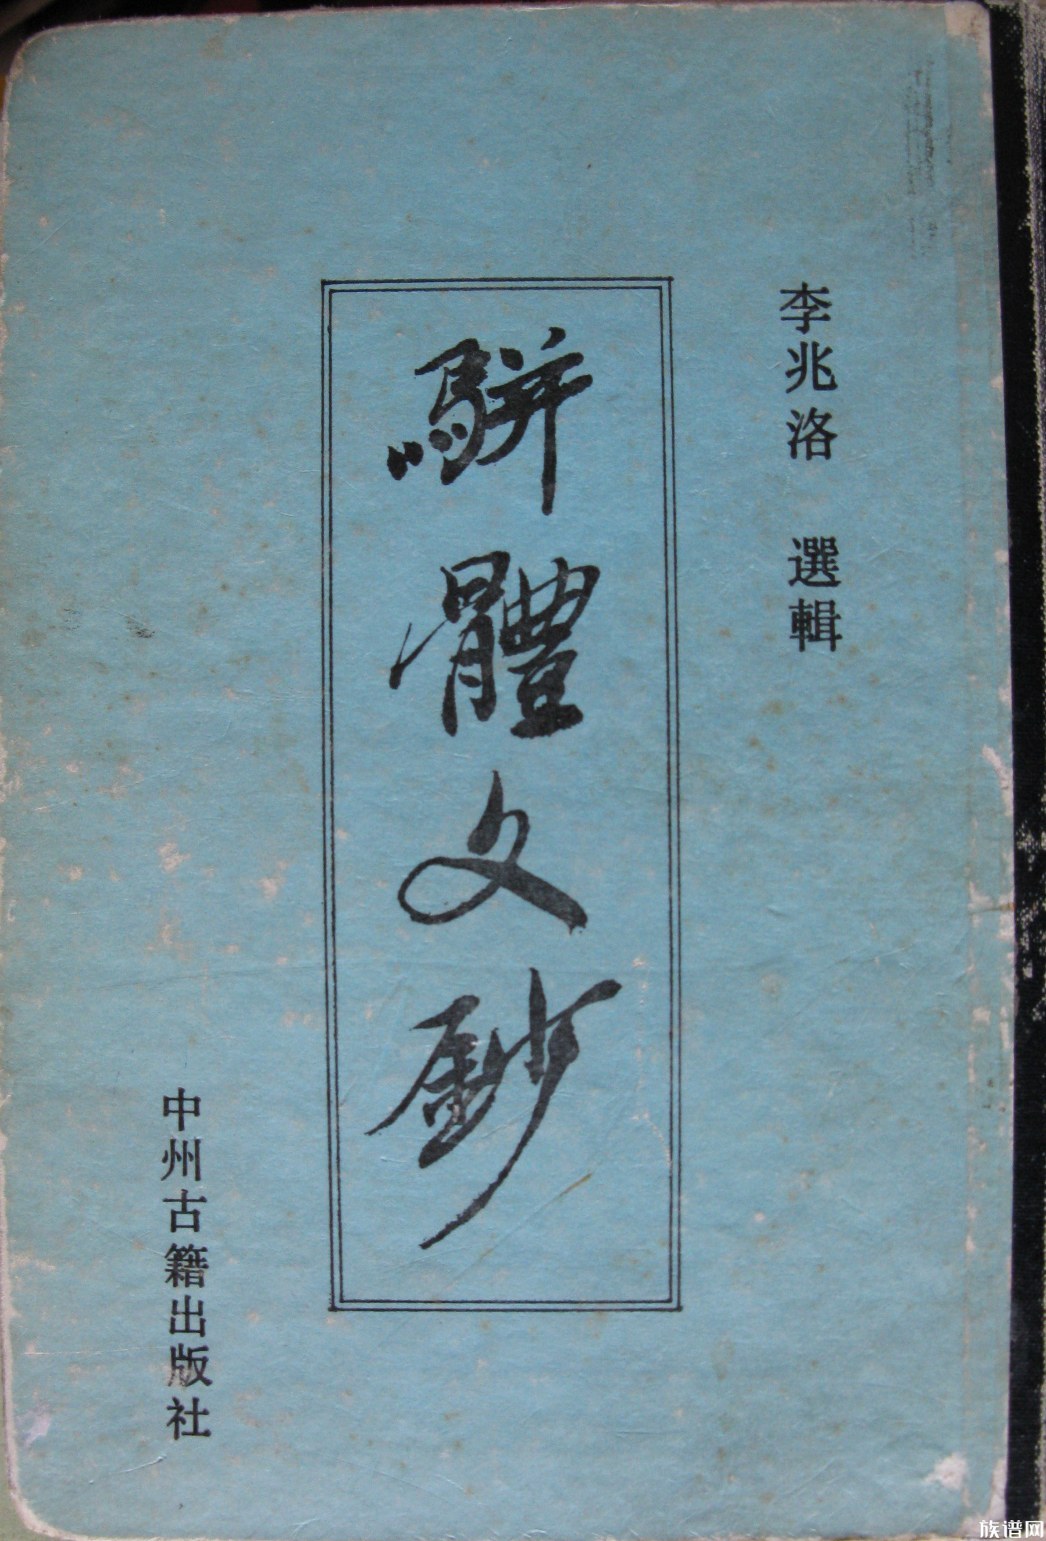 李兆洛 選輯
駢體文鈔
中州古籍出版社
族谱网